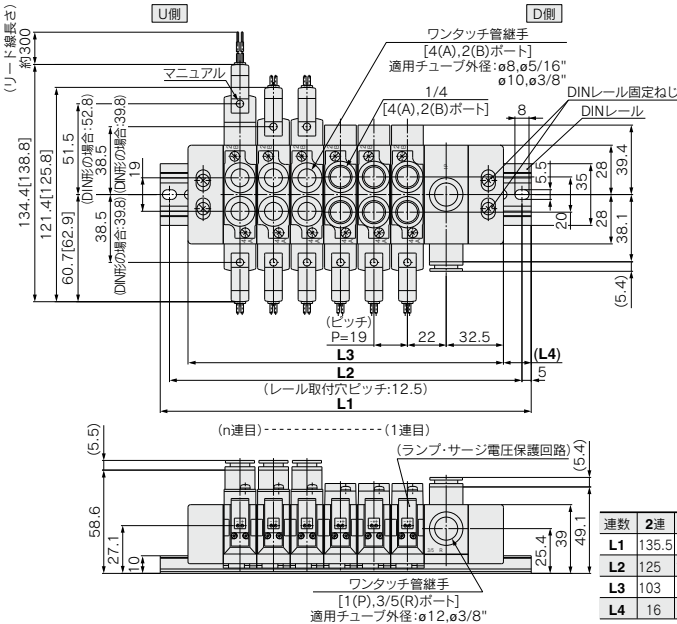 U側
D側
(リード線長さ)
約300
マニュアル
ワンタッチ管継手
[4(A),2(B)ポート]
適用チューブ外径:ø8,ø5/16"
ø10,ø3/8"
1/4
[4(A),2(B)ポート]
DINレール固定ねじ
DINレール
8
134.4[138.8]
121.4[125.8]
60.7[62.9]
51.5
(DIN形の場合:52.8)
38.5
(DIN形の場合:39.8)
19
38.5
(DIN形の場合:39.8)
5.5
35
20
28
28
39.4
38.1
(5.4)
(ピッチ)
P=19
22
32.5
L3
(L4)
L2
5
(レール取付穴ピッチ:12.5)
L1
(n連目)
(1連目)
(ランプ・サージ電圧保護回路)
(5.5)
58.6
27.1
10
(5.4)
25.4
39
49.1
3/5 R
ワンタッチ管継手
[1(P),3/5(R)ポート]
適用チューブ外径:ø12,ø3/8"
連数 2連
L1 135.5
L2 125
L3 103
L4 16